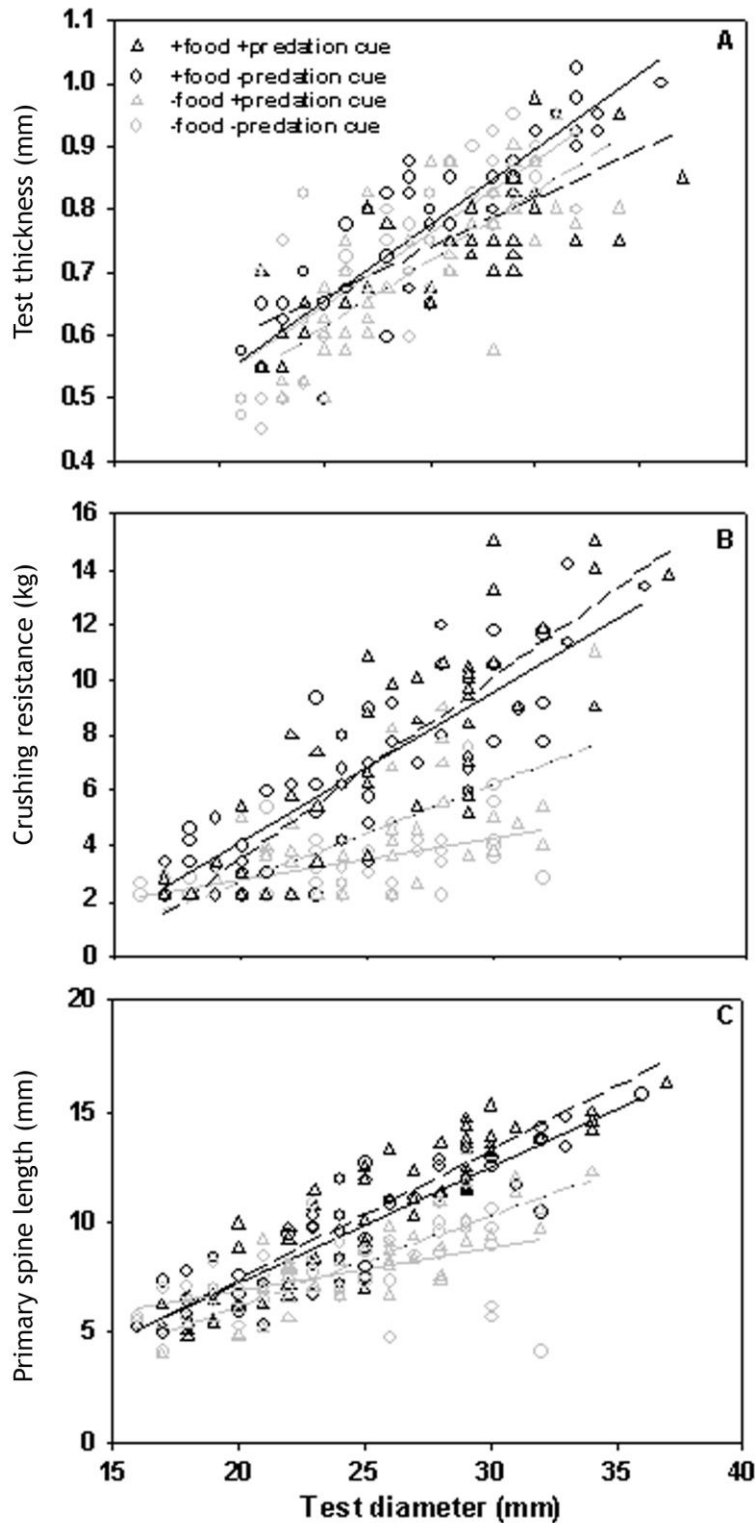 1.1
1.0
0.9
0.8
0.7
0.6
0.5
0.4
Test thickness (mm)
A
+food +predation cue
+food -predation cue
-food +predation cue
-food -predation cue
16
14
12
10
8
6
4
2
0
Crushing resistance (kg)
B
20
15
10
5
0
Primary spine length (mm)
C
16 20 25 30 35 40
Test diameter (mm)